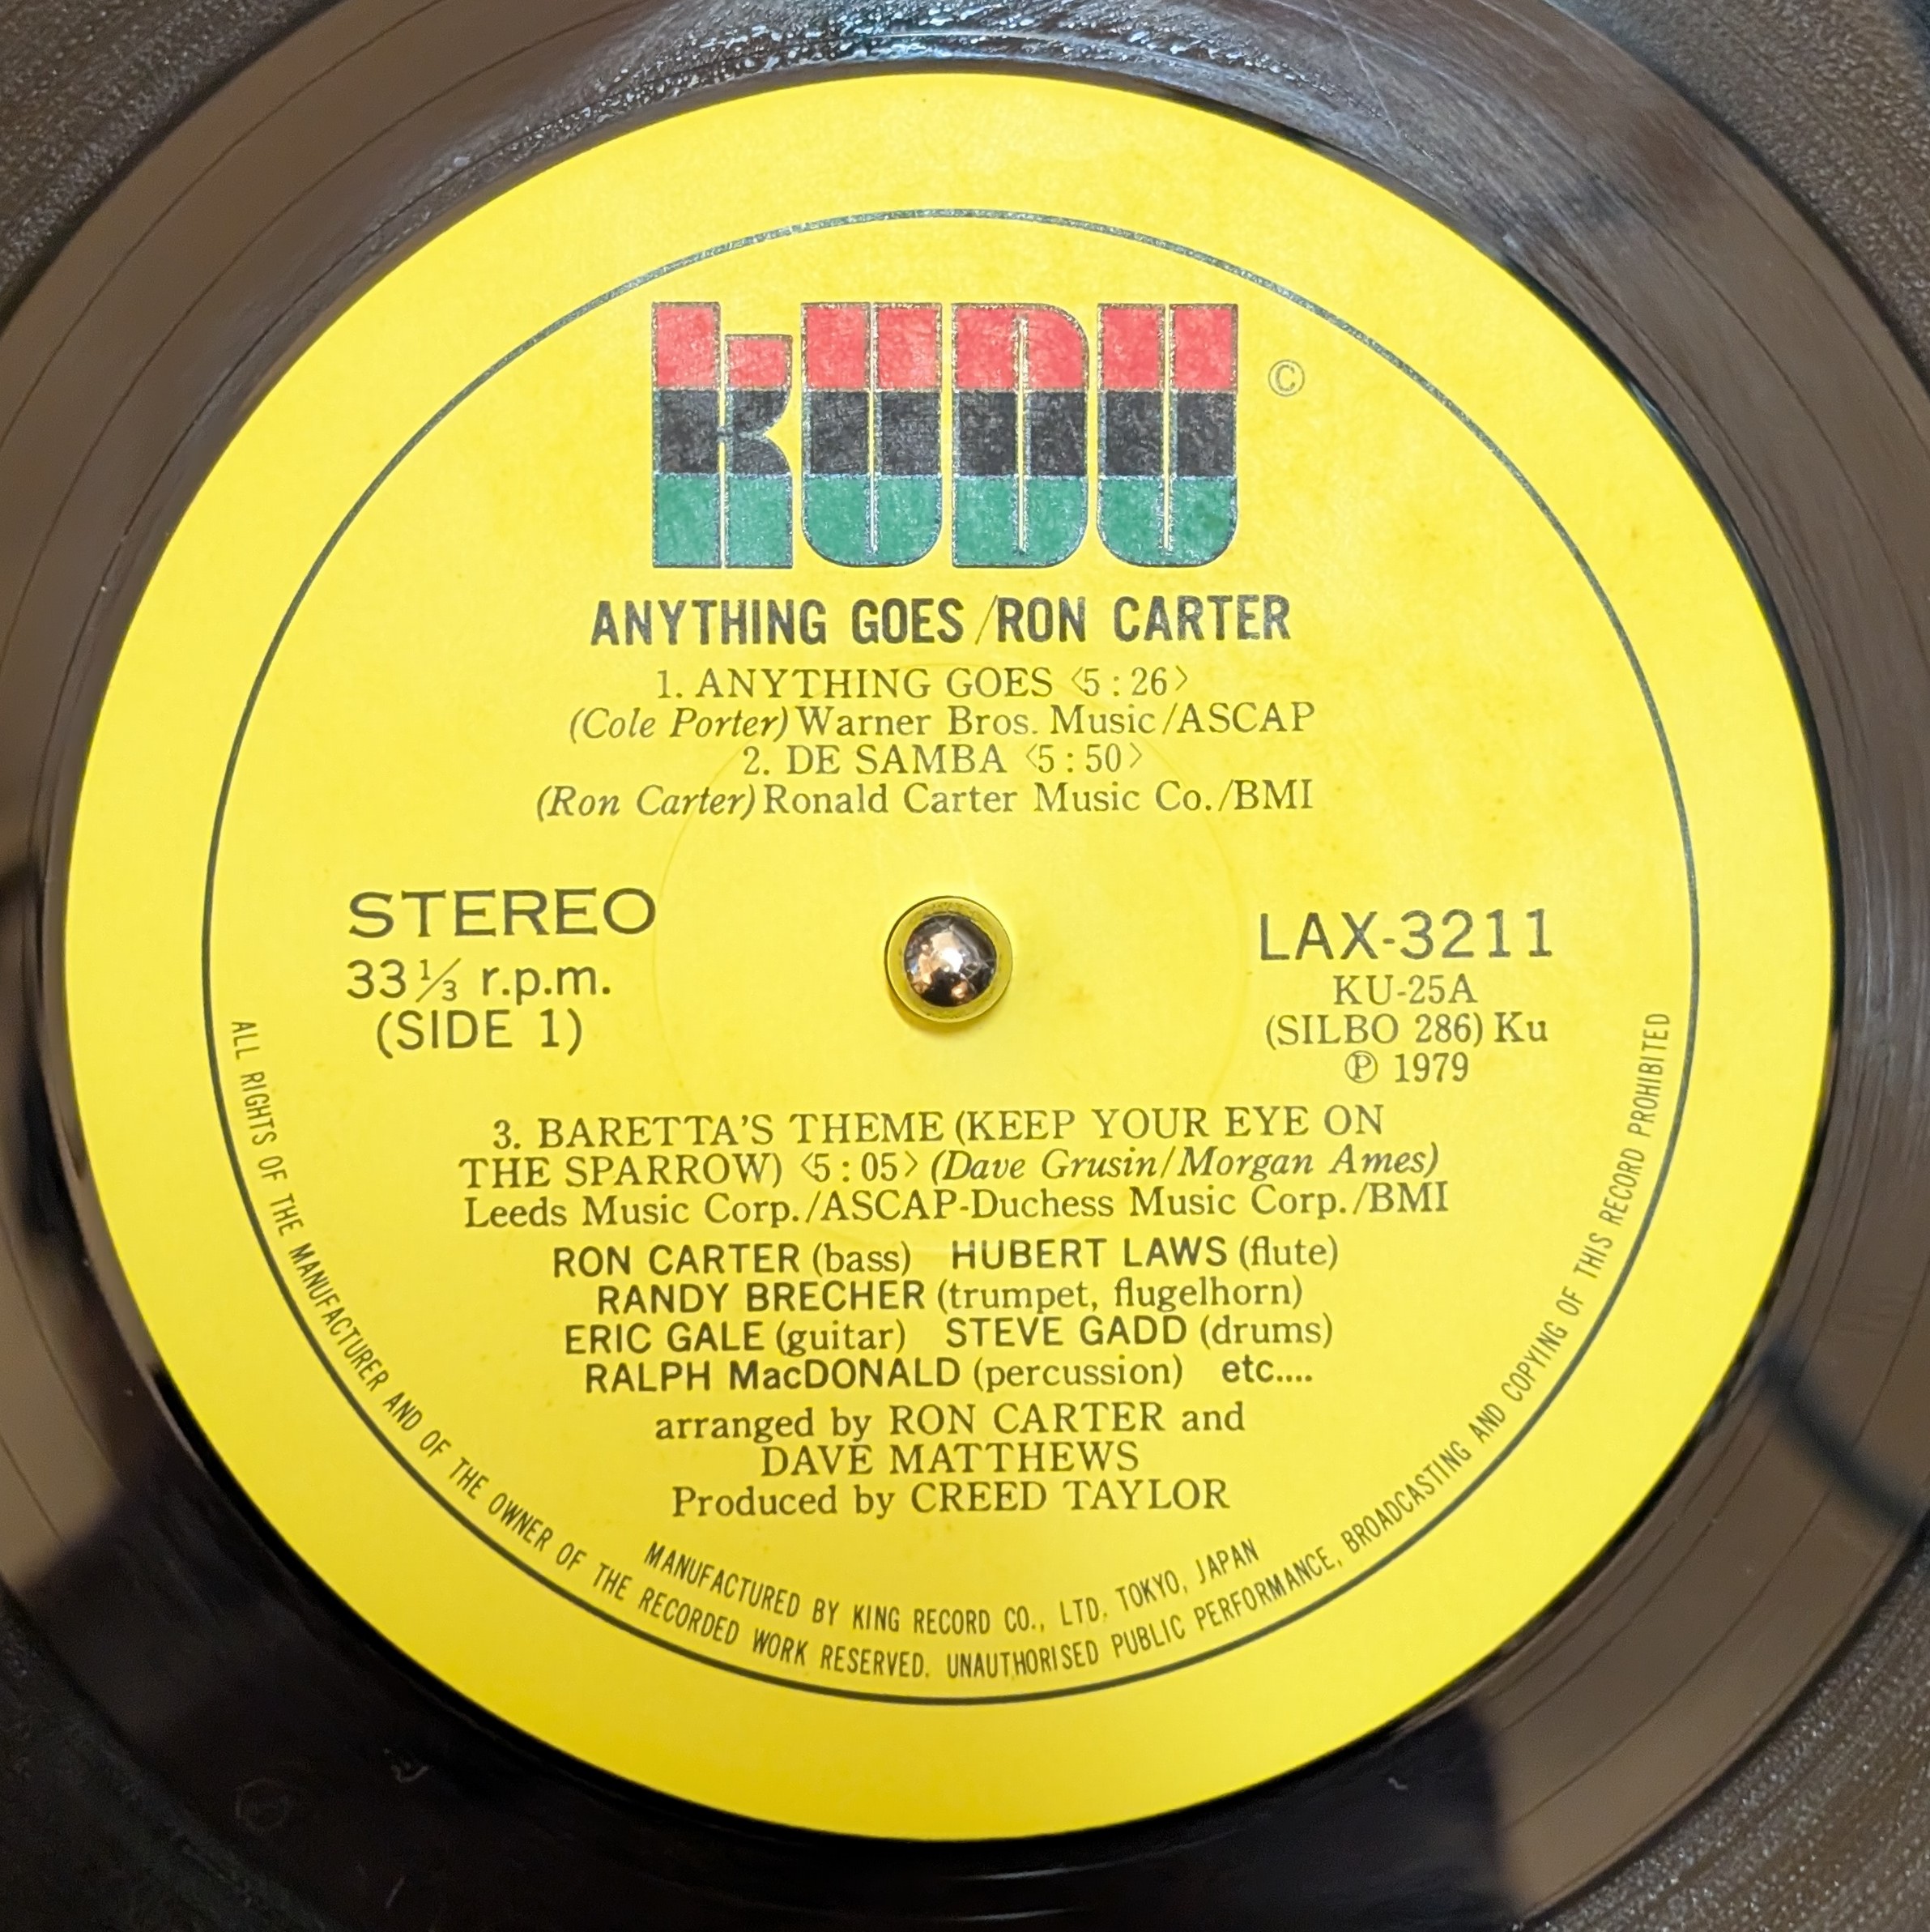 kUDU ©
ANYTHING GOES/RON CARTER
1. ANYTHING GOES 〈5:26〉
(Cole Porter) Warner Bros. Music/ASCAP
2. DE SAMBA 〈5:50〉
(Ron Carter) Ronald Carter Music Co./BMI
STEREO
33⅓ r.p.m.
(SIDE 1)
LAX-3211
KU-25A
(SILBO 286) Ku
℗ 1979
3. BARETTA'S THEME (KEEP YOUR EYE ON
THE SPARROW) 〈5:05〉 (Dave Grusin/Morgan Ames)
Leeds Music Corp./ASCAP-Duchess Music Corp./BMI
RON CARTER (bass) HUBERT LAWS (flute)
RANDY BRECHER (trumpet, flugelhorn)
ERIC GALE (guitar) STEVE GADD (drums)
RALPH MacDONALD (percussion) etc....
arranged by RON CARTER and
DAVE MATTHEWS
Produced by CREED TAYLOR
MANUFACTURED BY KING RECORD CO., LTD. TOKYO, JAPAN
ALL RIGHTS OF THE MANUFACTURER AND OF THE OWNER OF THE RECORDED WORK RESERVED. UNAUTHORISED PUBLIC PERFORMANCE, BROADCASTING AND COPYING OF THIS RECORD PROHIBITED